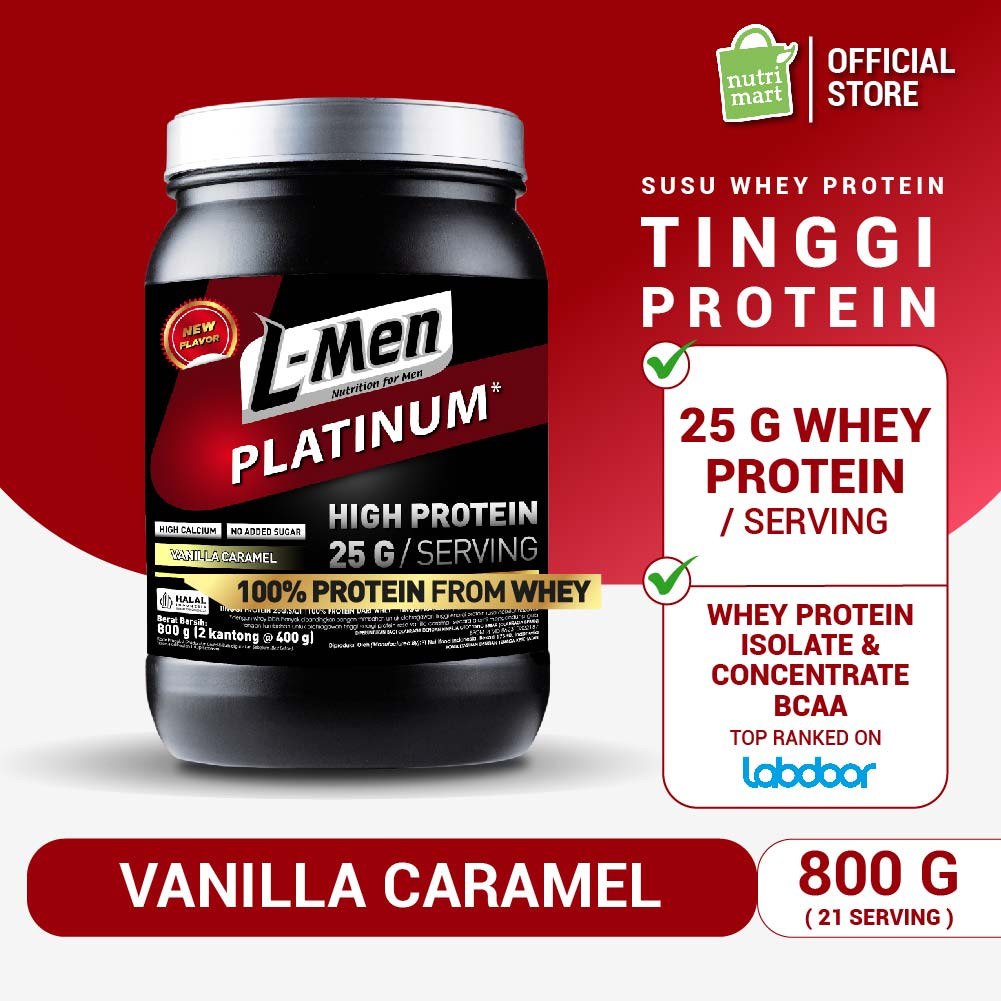 nutri
mart
OFFICIAL
STORE
SUSU WHEY PROTEIN
TINGGI
PROTEIN
25 G WHEY
PROTEIN
/ SERVING
WHEY PROTEIN
ISOLATE &
CONCENTRATE
BCAA
TOP RANKED ON
labdoor
NEW
FLAVOR
L-Men
Nutrition for Men
PLATINUM*
HIGH CALCIUM
NO ADDED SUGAR
HIGH PROTEIN
25 G/SERVING
VANILLA CARAMEL
100% PROTEIN FROM WHEY
HALAL
INDONESIA
Berat Bersih:
800 g (2 kantong @ 400 g)
VANILLA CARAMEL
800 G
( 21 SERVING )